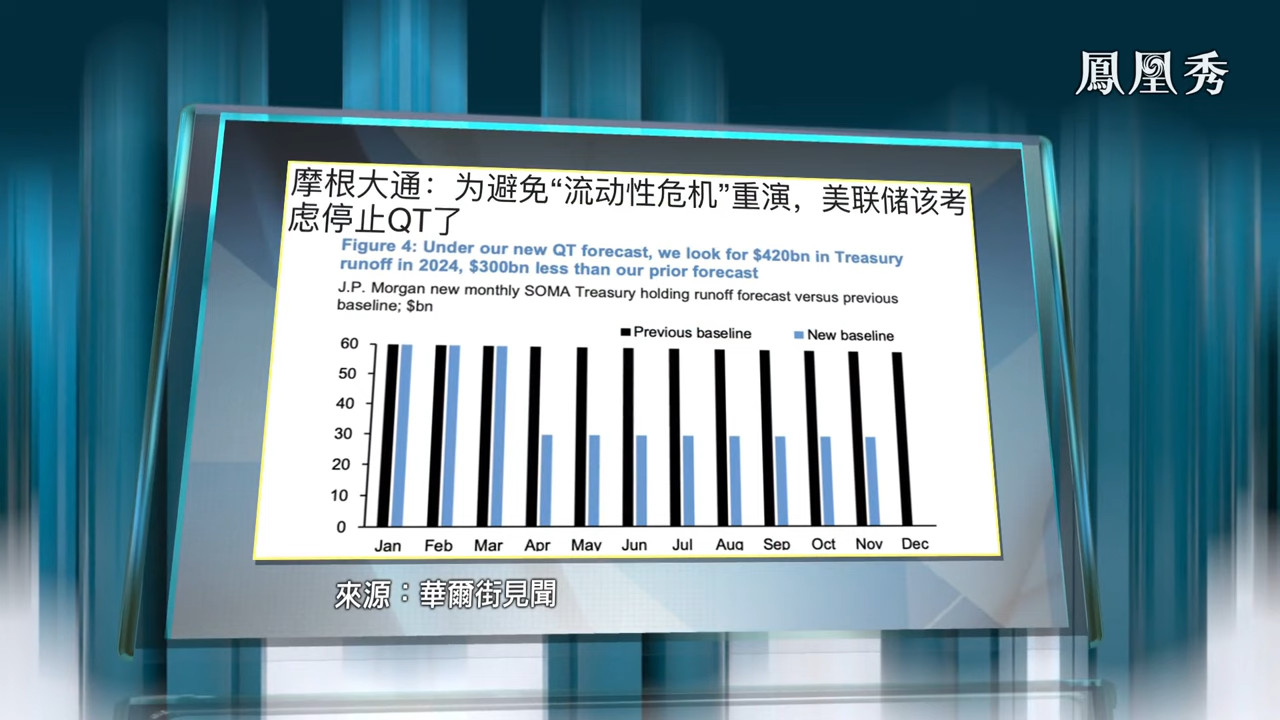 鳳凰秀
摩根大通：为避免“流动性危机”重演，美联储该考
虑停止QT了
Figure 4: Under our new QT forecast, we look for $420bn in Treasury
runoff in 2024, $300bn less than our prior forecast
J.P. Morgan new monthly SOMA Treasury holding runoff forecast versus previous
baseline; $bn
Previous baseline New baseline
60
50
40
30
20
10
0
Jan Feb Mar Apr May Jun Jul Aug Sep Oct Nov Dec
來源：華爾街見聞